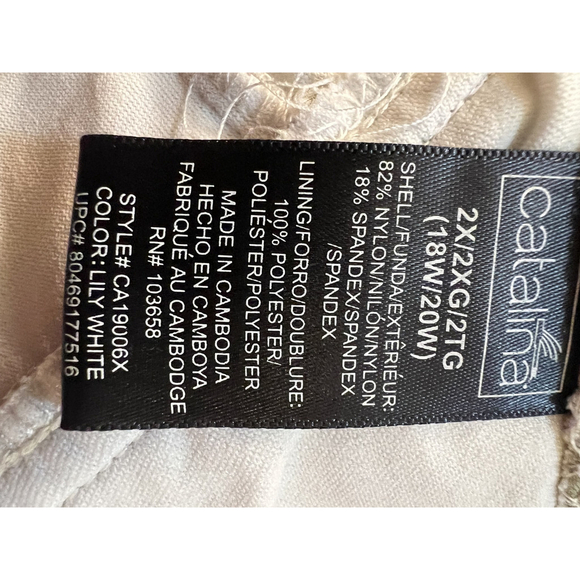 catalina
2X/2XG/2TG
(18W/20W)
SHELL/FUNDA/EXTÉRIEUR:
82% NYLON/NILÓN/NYLON
18% SPANDEX/SPANDEX
/SPANDEX
LINING/FORRO/DOUBLURE:
100% POLYESTER/
POLIÉSTER/POLYESTER
MADE IN CAMBODIA
HECHO EN CAMBOYA
FABRIQUÉ AU CAMBODGE
RN# 103658
STYLE# CA19006X
COLOR: LILY WHITE
UPC# 80469177516